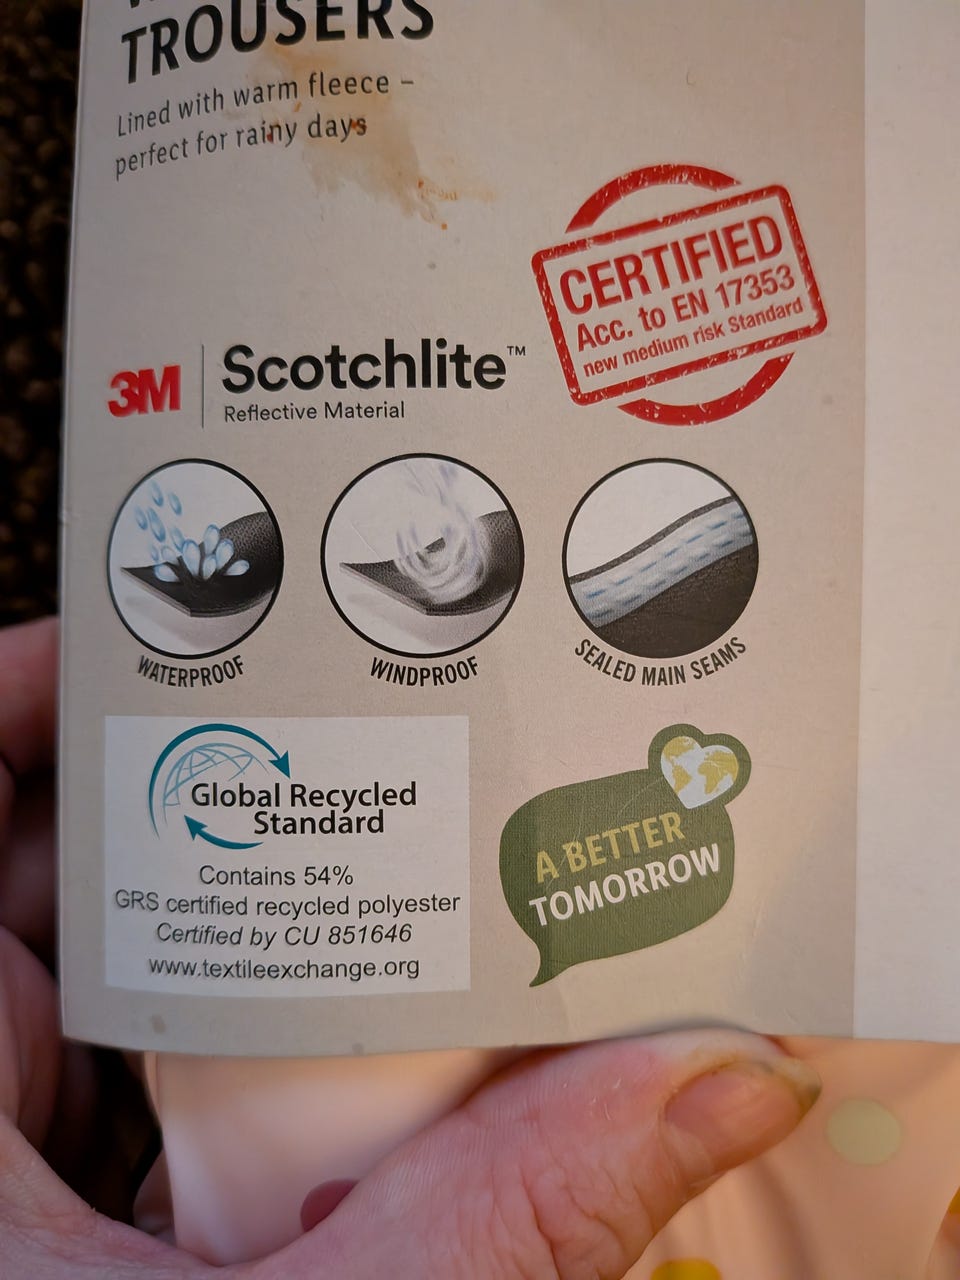 TROUSERS
Lined with warm fleece –
perfect for rainy days
CERTIFIED
Acc. to EN 17353
new medium risk Standard
3M
Scotchlite™
Reflective Material
WATERPROOF
WINDPROOF
SEALED MAIN SEAMS
Global Recycled
Standard
Contains 54%
GRS certified recycled polyester
Certified by CU 851646
www.textileexchange.org
A BETTER
TOMORROW